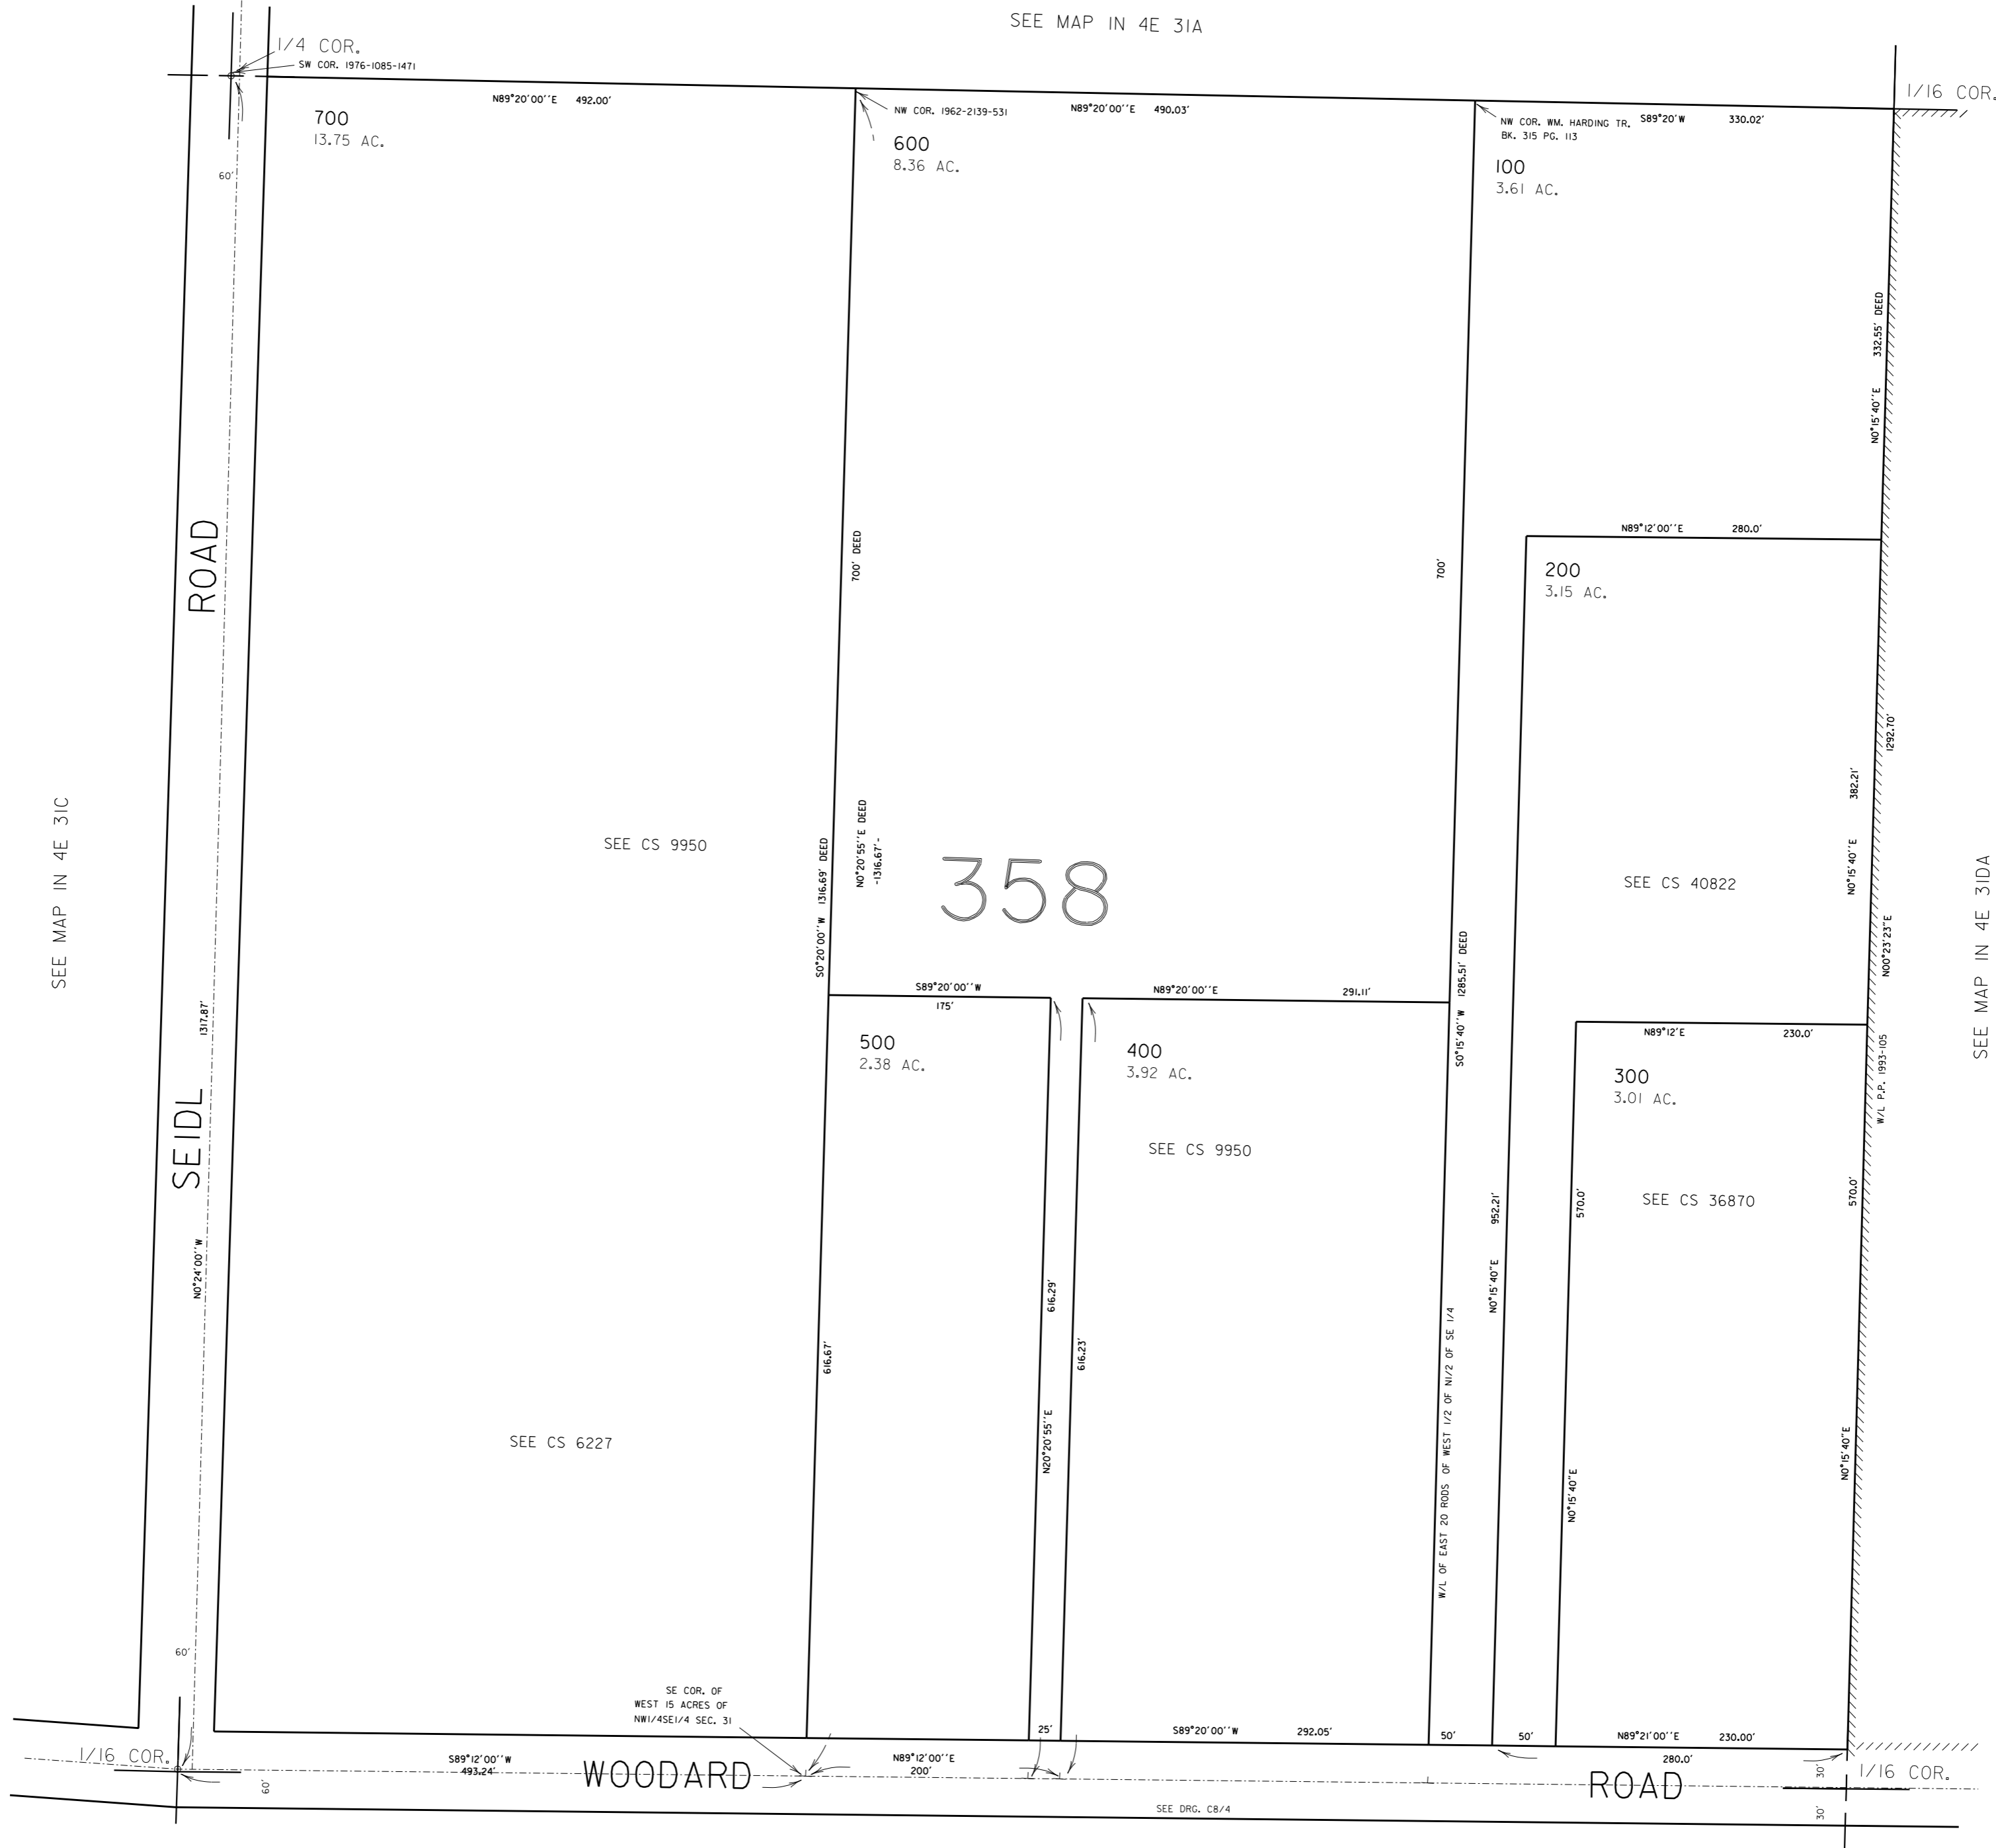 SEE MAP IN 4E 31A
1/4 COR.
SW COR. 1976-1085-1471
1/16 COR.
N89°20'00''E 492.00'
NW COR. 1962-2139-531
N89°20'00''E 490.03'
NW COR. WM. HARDING TR.
BK. 315 PG. 113
S89°20'W 330.02'
700
13.75 AC.
600
8.36 AC.
100
3.61 AC.
60'
332.55' DEED
N0°15'40''E
ROAD
700' DEED
700'
N89°12'00''E 280.0'
200
3.15 AC.
1292.70'
382.21'
N0°15'40''E
SEE MAP IN 4E 31C
SEE CS 9950
S0°20'00''W 1316.69' DEED
N0°20'55''E DEED
-1316.67'-
358
SEE CS 40822
N00°23'23"E
SEE MAP IN 4E 31DA
S0°15'40''W 1285.51' DEED
1317.87'
S89°20'00''W
175'
N89°20'00''E 291.11'
500
2.38 AC.
400
3.92 AC.
N89°12'E 230.0'
W/L P.P. 1993-105
300
3.01 AC.
SEIDL
SEE CS 9950
SEE CS 36870
952.21'
570.0'
570.0'
N0°24'00''W
616.67'
616.29'
616.23'
N0°15'40"E
N20°20'55''E
W/L OF EAST 20 RODS OF WEST 1/2 OF N1/2 OF SE 1/4
N0°15'40"E
N0°15'40"E
SEE CS 6227
60'
SE COR. OF
WEST 15 ACRES OF
NW1/4SE1/4 SEC. 31
25'
S89°20'00''W 292.05'
50'
50'
N89°21'00''E 230.00'
1/16 COR.
S89°12'00''W
493.24'
WOODARD
N89°12'00''E
200'
280.0'
ROAD
30'
1/16 COR.
60'
SEE DRG. C8/4
30'